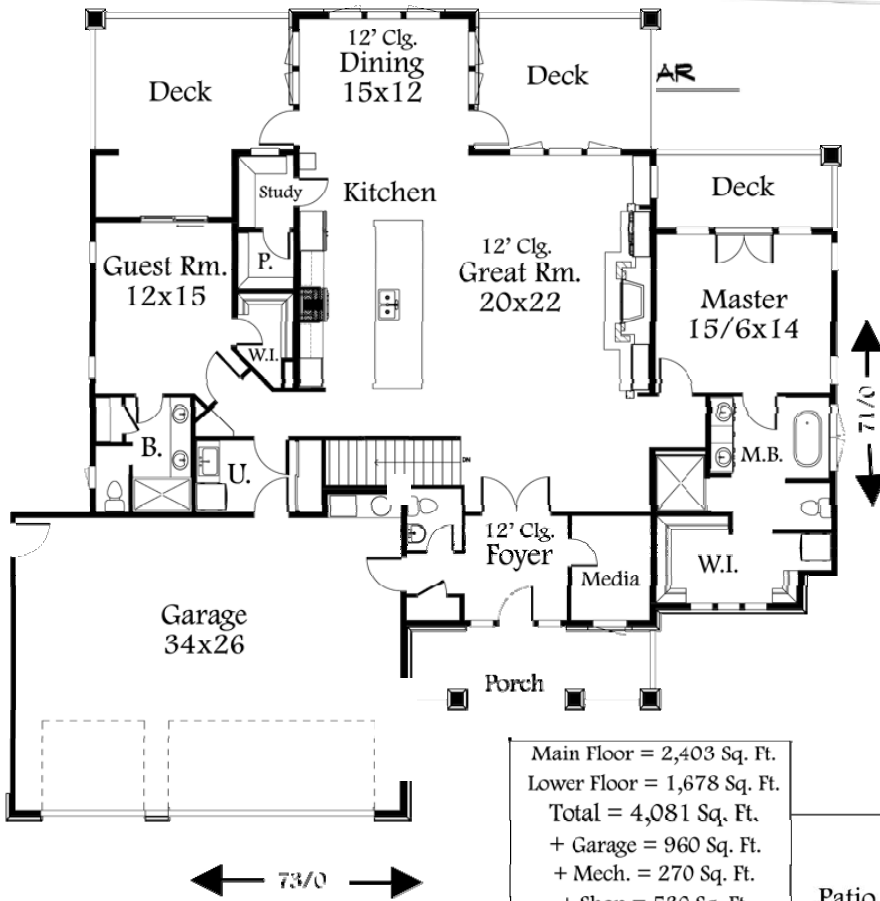 12' Clg.
Dining
15x12
Deck
Deck
AR
Study
Kitchen
Deck
P.
Guest Rm.
12x15
12' Clg.
Great Rm.
20x22
Master
15/6x14
W.I.
71/0
B.
U.
DN
M.B.
12' Clg.
Foyer
Media
W.I.
Garage
34x26
Porch
Main Floor = 2,403 Sq. Ft.
Lower Floor = 1,678 Sq. Ft.
Total = 4,081 Sq. Ft.
+ Garage = 960 Sq. Ft.
+ Mech. = 270 Sq. Ft.
73/0
Patio